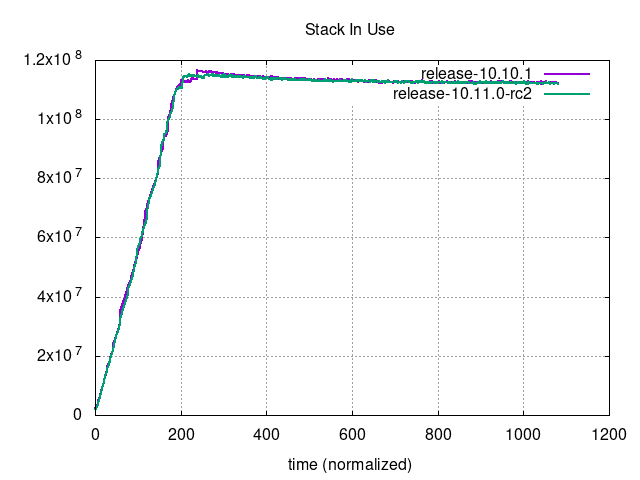 Stack In Use
1.2x10^8
1x10^8
8x10^7
6x10^7
4x10^7
2x10^7
0
release-10.10.1
release-10.11.0-rc2
0 200 400 600 800 1000 1200
time (normalized)